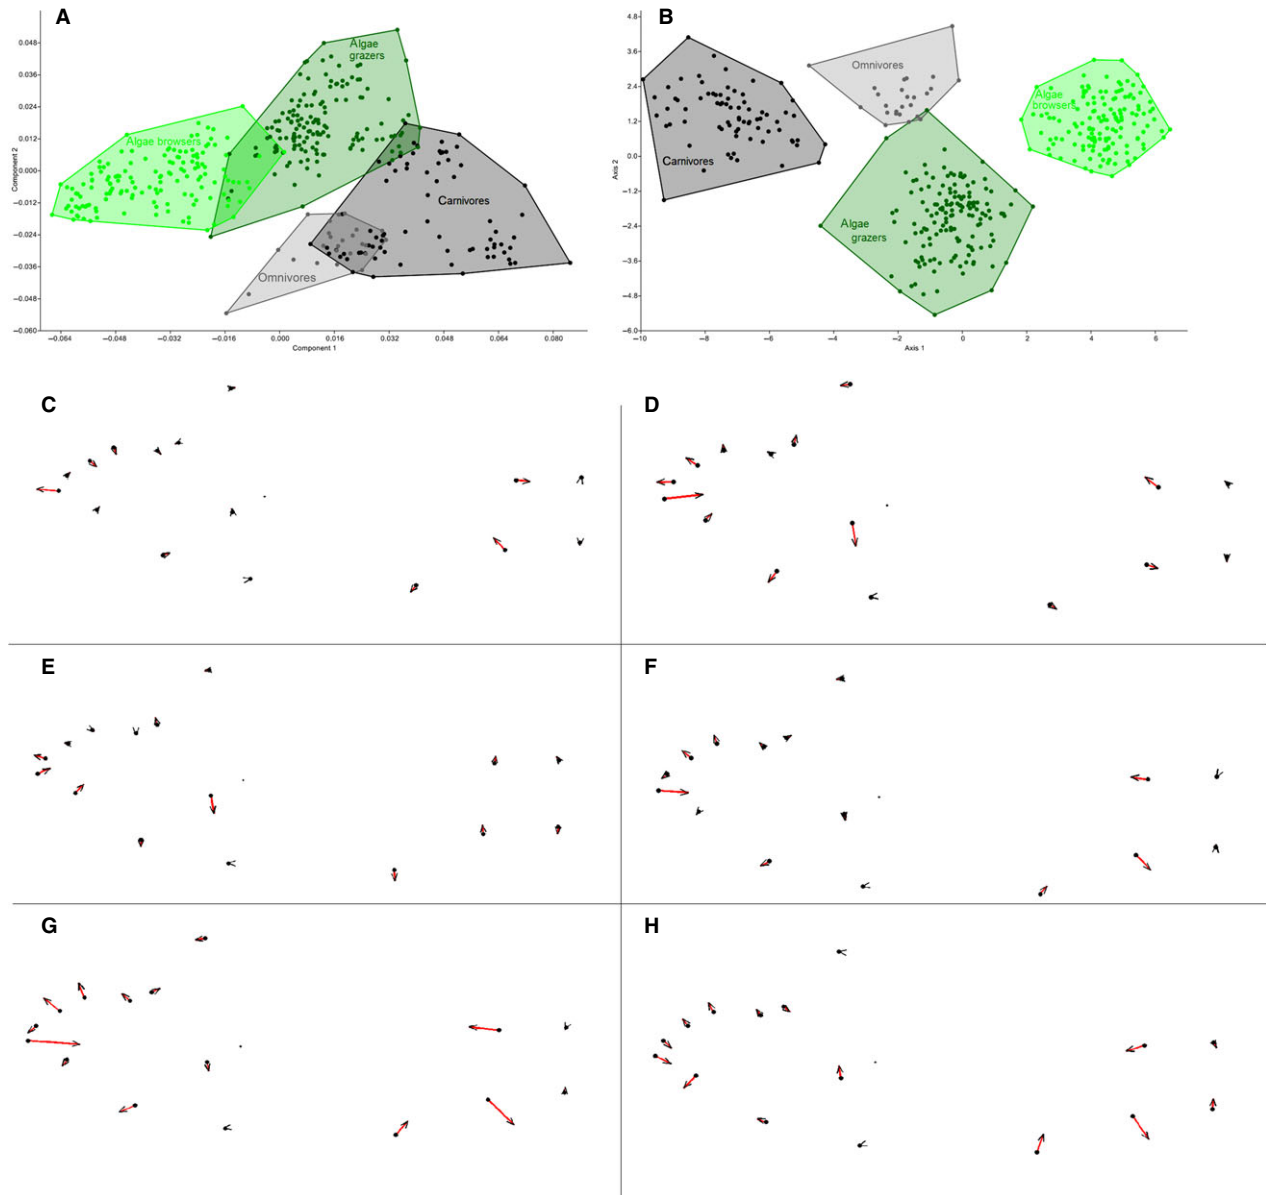 A
0.048
0.036
0.024
0.012
0.000
−0.012
−0.024
−0.036
−0.048
−0.060
Component 2
−0.064
−0.048
−0.032
−0.016
0.000
0.016
0.032
0.048
0.064
0.080
Component 1
Algae
grazers
Algae browsers
Carnivores
Omnivores
B
4.8
3.6
2.4
1.2
0.0
−1.2
−2.4
−3.6
−4.8
−6.0
Axis 2
−10
−8
−6
−4
−2
0
2
4
6
Axis 1
Omnivores
Algae
browsers
Carnivores
Algae
grazers
C
D
E
F
G
H